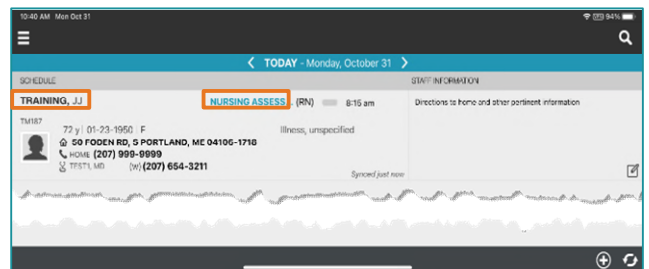 10:40 AM Mon Oct 31 94%
TODAY - Monday, October 31
SCHEDULE STAFF INFORMATION
TRAINING, JJ NURSING ASSESS... (RN) 8:15 am Directions to home and other pertinent information
TM187
72 y | 01-23-1950 | F Illness, unspecified
50 FODEN RD, S PORTLAND, ME 04106-1718
HOME (207) 999-9999
TEST1, MD (w) (207) 654-3211
Synced just now